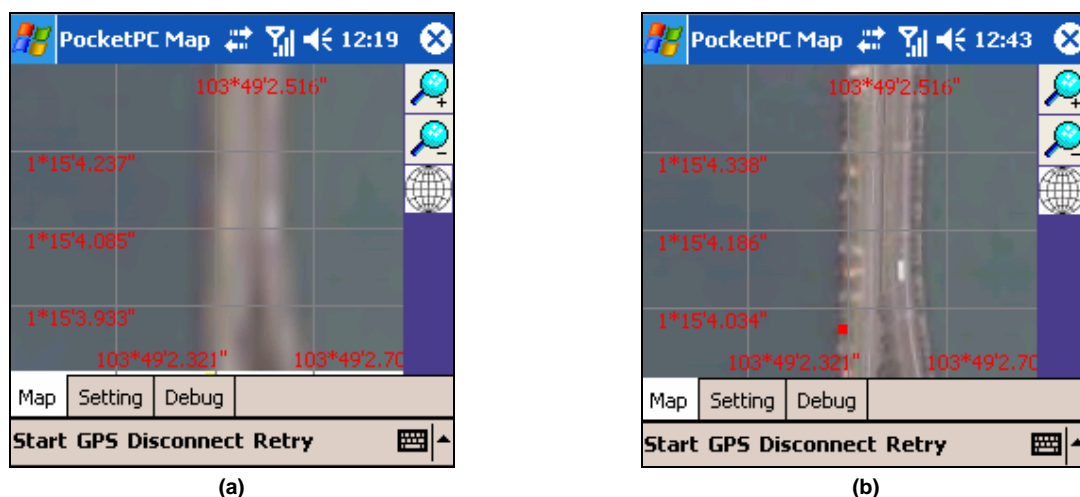 PocketPC Map 12:19
103*49'2.516"
1*15'4.237"
1*15'4.085"
1*15'3.933"
103*49'2.321" 103*49'2.70
Map Setting Debug
Start GPS Disconnect Retry
(a)
PocketPC Map 12:43
103*49'2.516"
1*15'4.338"
1*15'4.186"
1*15'4.034"
103*49'2.321" 103*49'2.70
Map Setting Debug
Start GPS Disconnect Retry
(b)